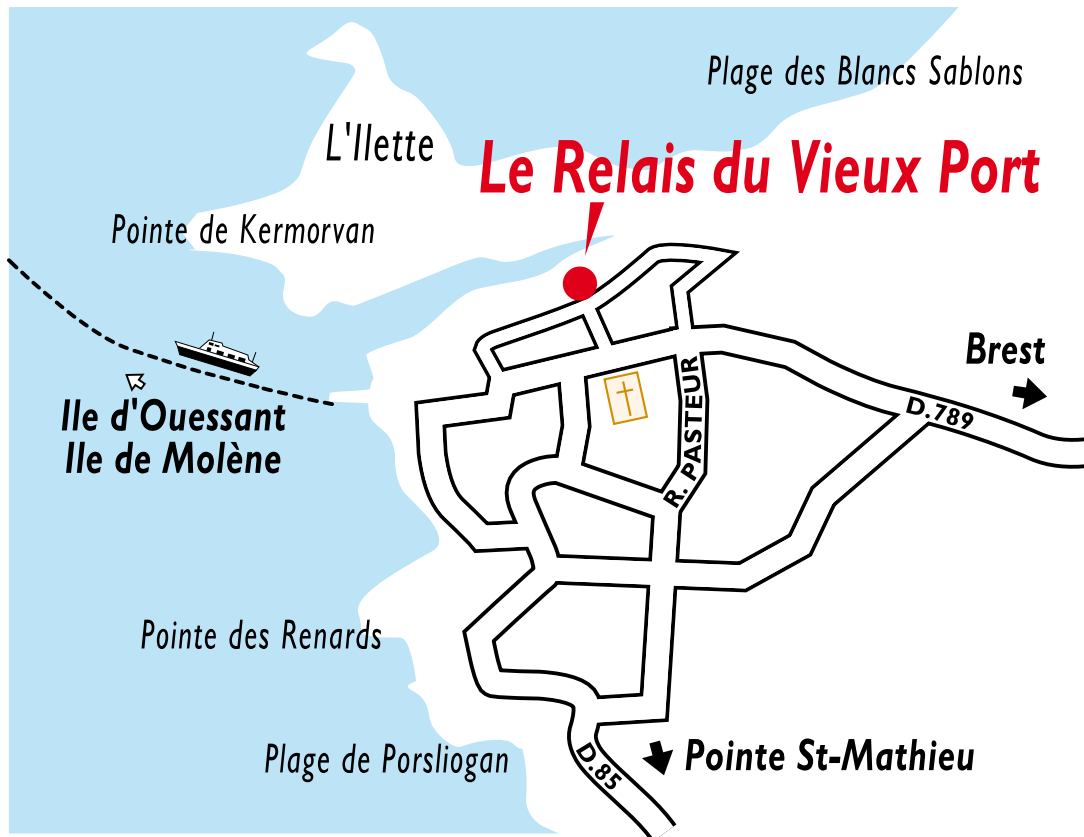 Plage des Blancs Sablons
L'Ilette
Le Relais du Vieux Port
Pointe de Kermorvan
Brest
R. PASTEUR
D.789
Ile d'Ouessant
Ile de Molène
Pointe des Renards
Plage de Porsliogan
D.85
Pointe St-Mathieu